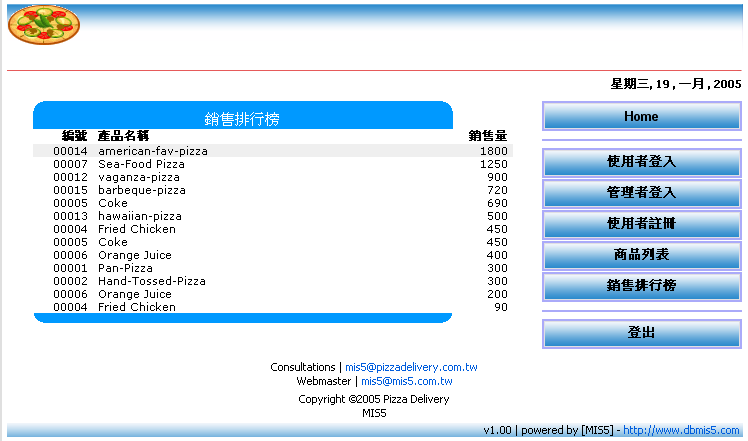 星期三,19,一月,2005
銷售排行榜
編號 產品名稱 銷售量
00014 american-fav-pizza 1800
00007 Sea-Food Pizza 1250
00012 vaganza-pizza 900
00015 barbeque-pizza 720
00005 Coke 690
00013 hawaiian-pizza 500
00004 Fried Chicken 450
00005 Coke 450
00006 Orange Juice 400
00001 Pan-Pizza 300
00002 Hand-Tossed-Pizza 300
00006 Orange Juice 200
00004 Fried Chicken 90
Home
使用者登入
管理者登入
使用者註冊
商品列表
銷售排行榜
登出
Consultations | mis5@pizzadelivery.com.tw
Webmaster | mis5@mis5.com.tw
Copyright ©2005 Pizza Delivery
MIS5
v1.00 | powered by [MIS5] - http://www.dbmis5.com